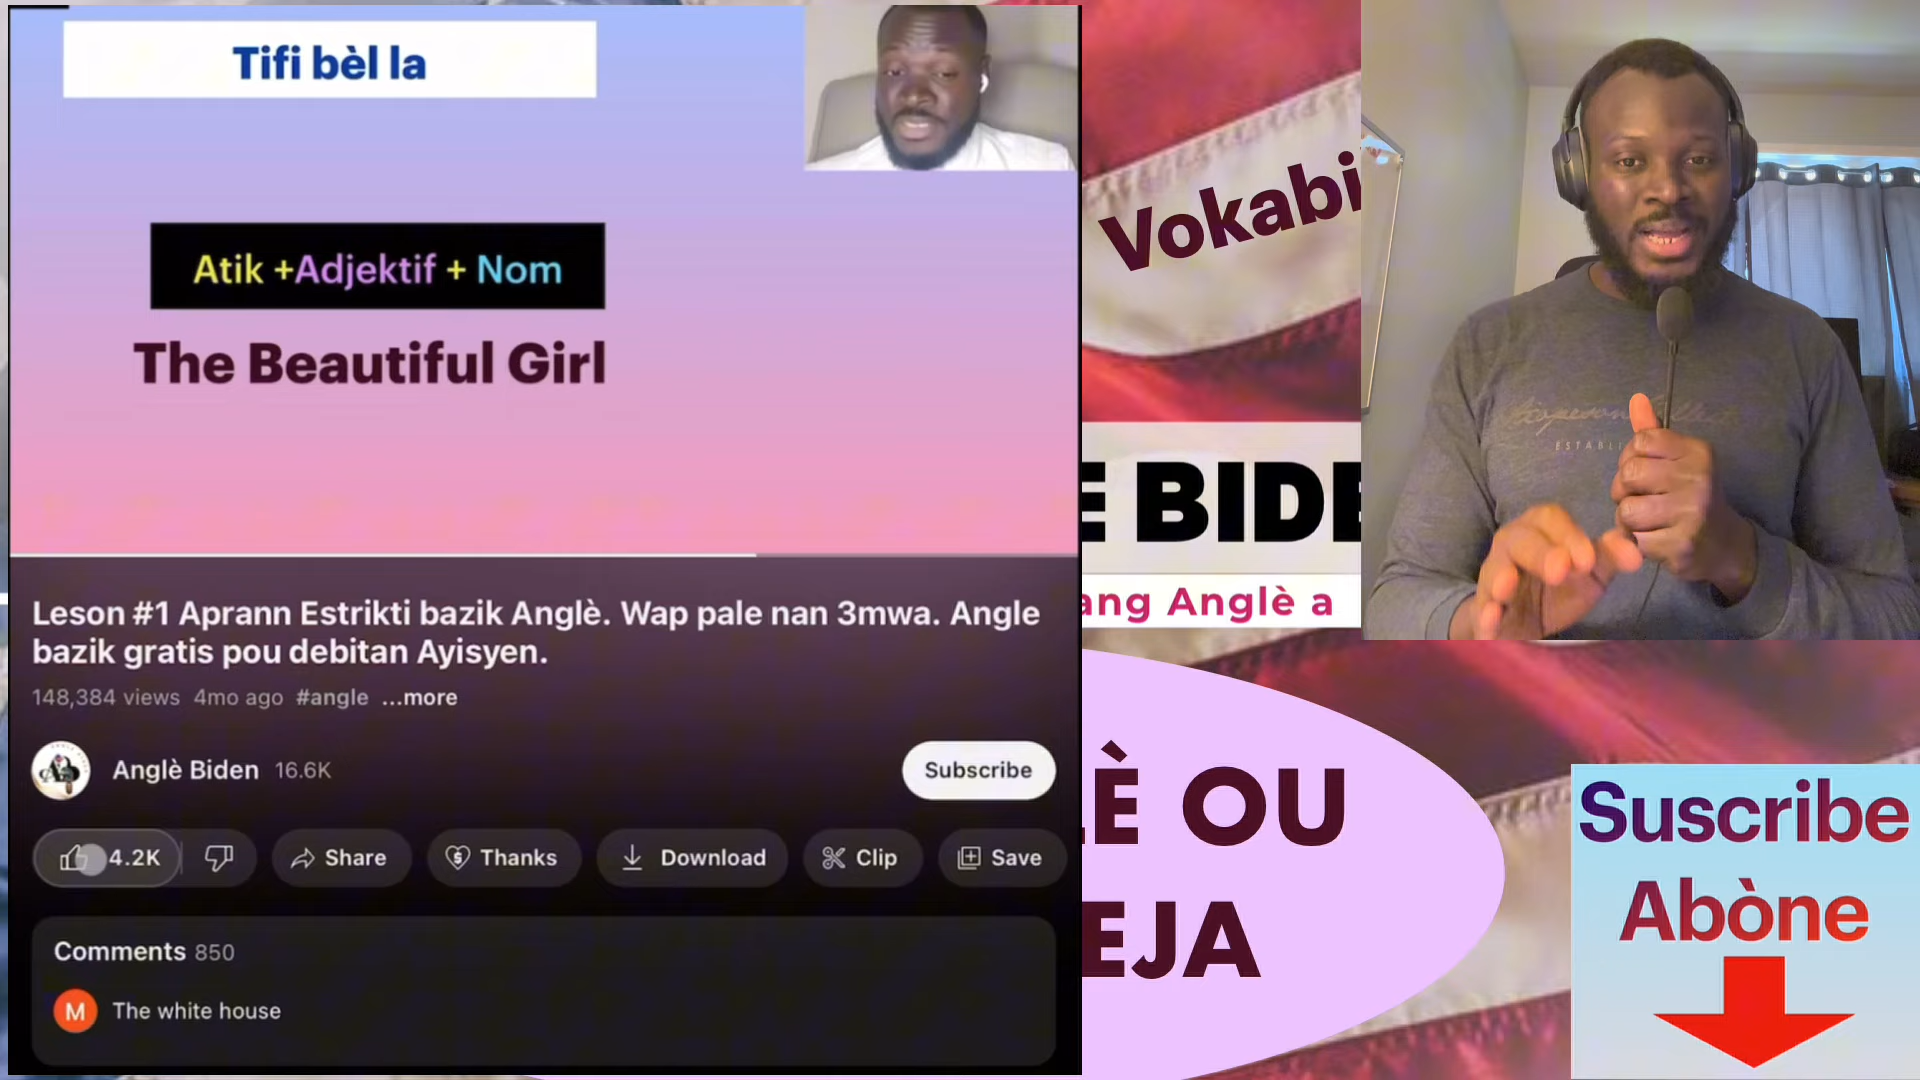 Tifi bèl la
Atik +Adjektif + Nom
The Beautiful Girl
Leson #1 Aprann Estrikti bazik Anglè. Wap pale nan 3mwa. Angle
bazik gratis pou debitan Ayisyen.
148,384 views 4mo ago #angle ...more
Anglè Biden 16.6K
Subscribe
4.2K
Share
Thanks
Download
Clip
Save
Comments 850
M
The white house
Vokabi
E BIDE
ang Anglè a
LÈ OU
EJA
ESTABLI
Suscribe
Abòne